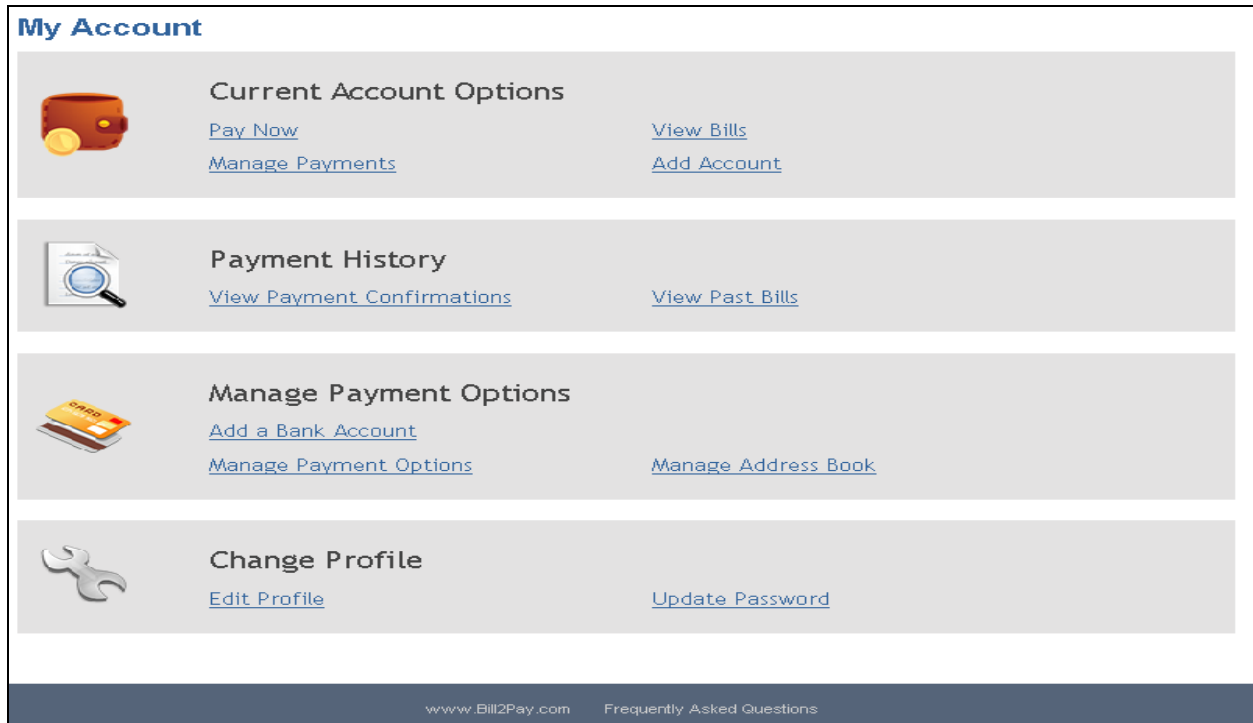 My Account
Current Account Options
Pay Now View Bills
Manage Payments Add Account
Payment History
View Payment Confirmations View Past Bills
CARD
Manage Payment Options
Add a Bank Account
Manage Payment Options Manage Address Book
Change Profile
Edit Profile Update Password
www.Bill2Pay.com Frequently Asked Questions